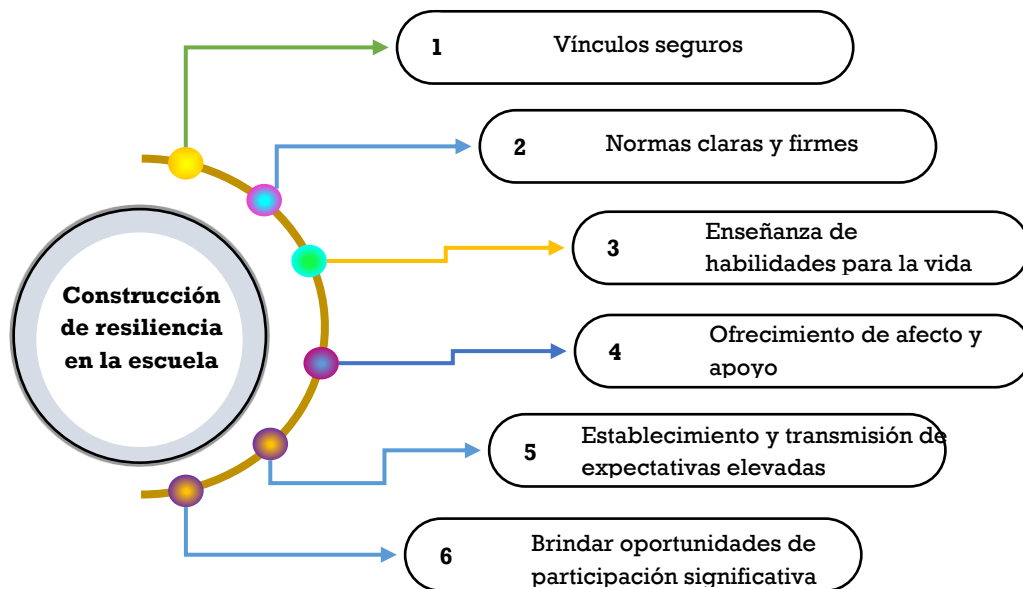 Construcción
de resiliencia
en la escuela
1 Vínculos seguros
2 Normas claras y firmes
3 Enseñanza de
habilidades para la vida
4 Ofrecimiento de afecto y
apoyo
5 Establecimiento y transmisión de
expectativas elevadas
6 Brindar oportunidades de
participación significativa